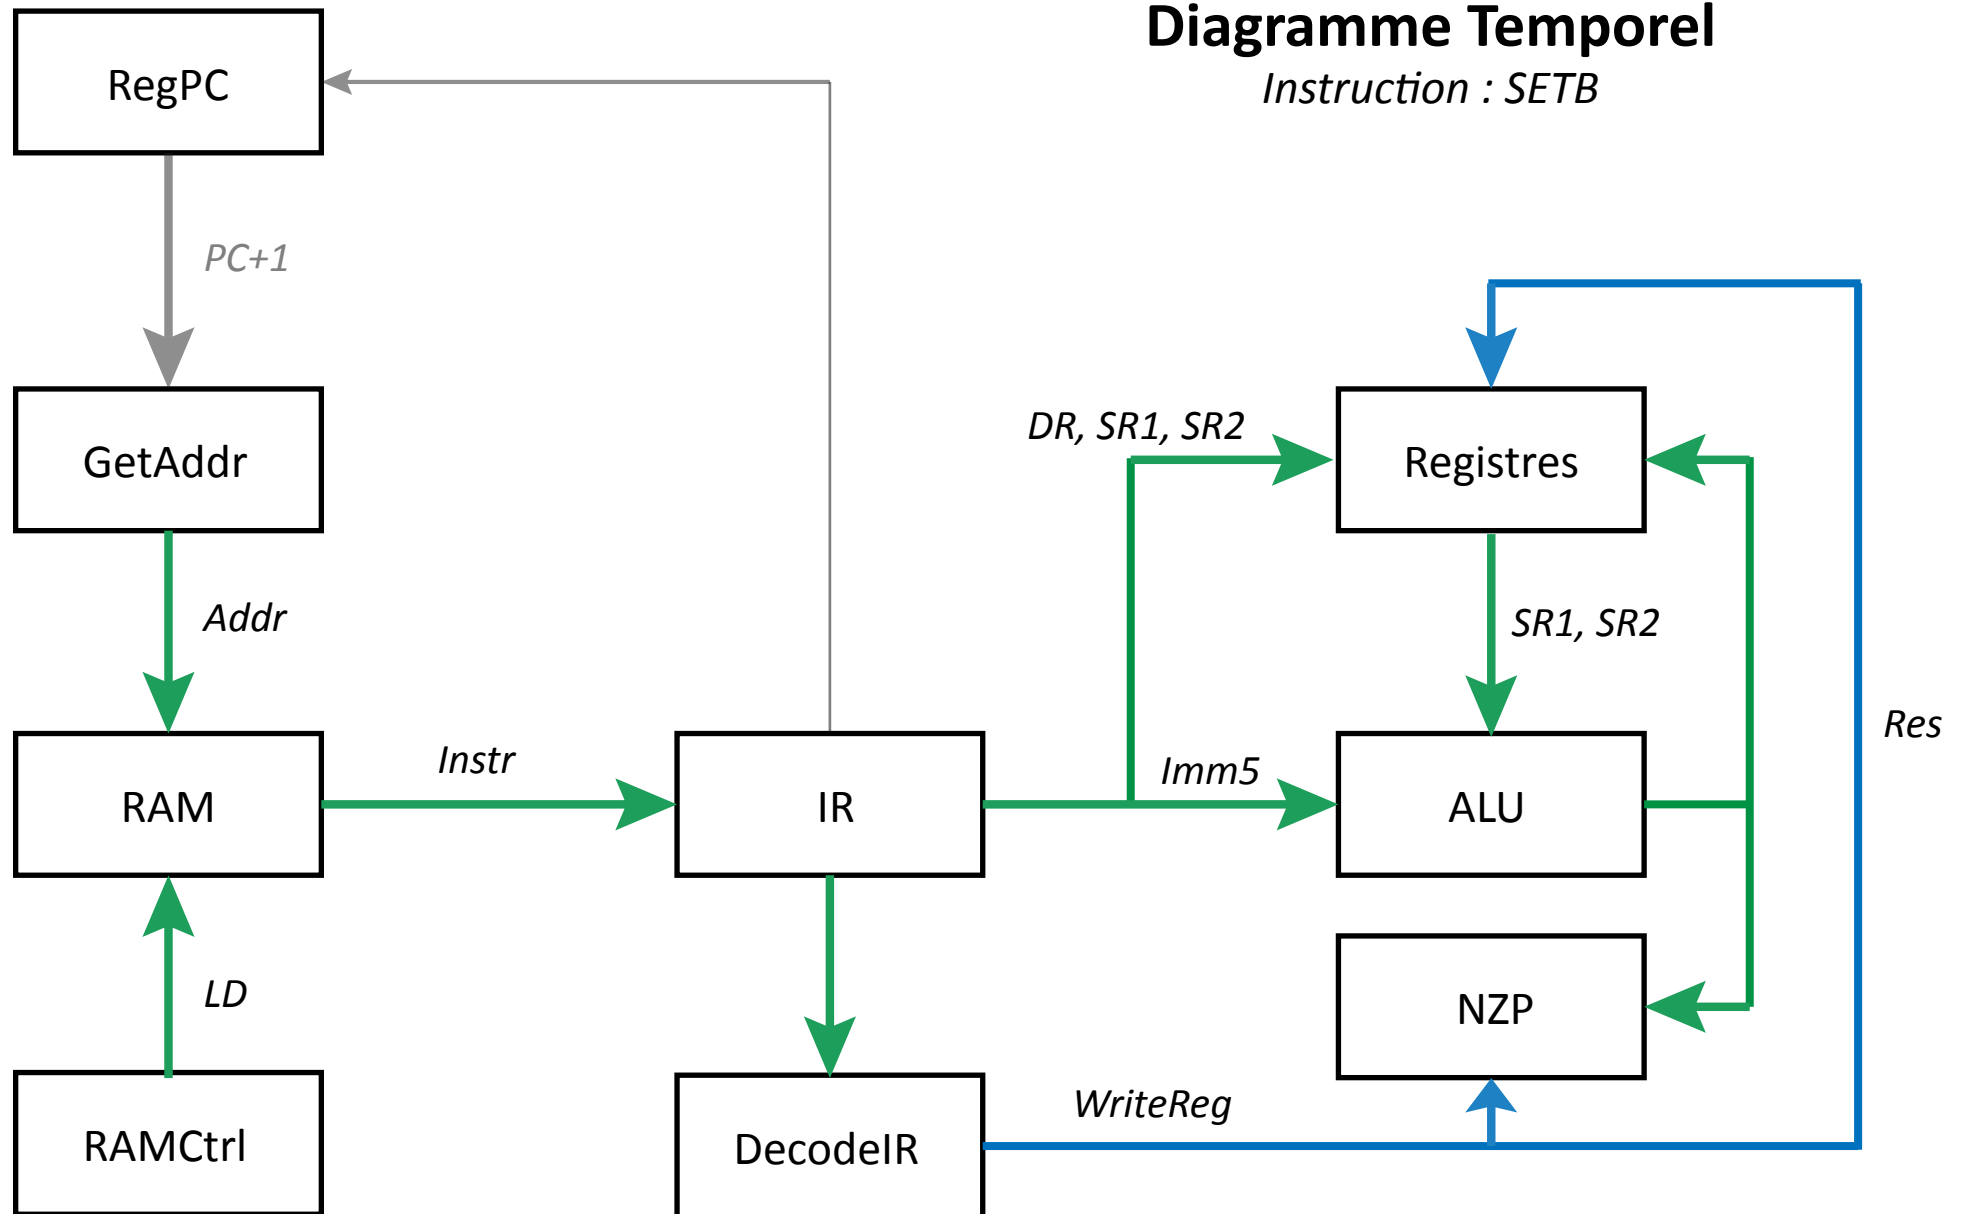 Diagramme Temporel
Instruction : SETB
RegPC
PC+1
GetAddr
DR, SR1, SR2
Registres
Addr
SR1, SR2
Res
Instr
Imm5
RAM
IR
ALU
LD
NZP
WriteReg
RAMCtrl
DecodeIR